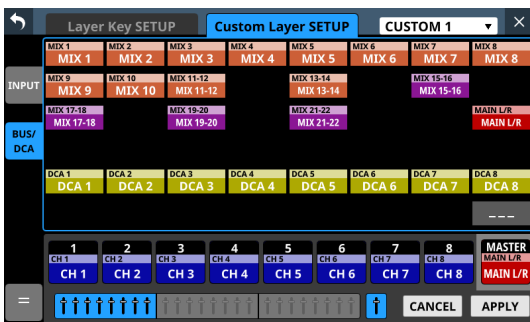 Layer Key SETUP Custom Layer SETUP CUSTOM 1
MIX 1 MIX 2 MIX 3 MIX 4 MIX 5 MIX 6 MIX 7 MIX 8
MIX 1 MIX 2 MIX 3 MIX 4 MIX 5 MIX 6 MIX 7 MIX 8
INPUT
MIX 9 MIX 10 MIX 11-12 MIX 13-14 MIX 15-16
MIX 9 MIX 10 MIX 11-12 MIX 13-14 MIX 15-16
MIX 17-18 MIX 19-20 MIX 21-22 MAIN L/R
MIX 17-18 MIX 19-20 MIX 21-22 MAIN L/R
BUS/
DCA
DCA 1 DCA 2 DCA 3 DCA 4 DCA 5 DCA 6 DCA 7 DCA 8
DCA 1 DCA 2 DCA 3 DCA 4 DCA 5 DCA 6 DCA 7 DCA 8
---
1 2 3 4 5 6 7 8 MASTER
CH 1 CH 2 CH 3 CH 4 CH 5 CH 6 CH 7 CH 8 MAIN L/R
CH 1 CH 2 CH 3 CH 4 CH 5 CH 6 CH 7 CH 8 MAIN L/R
CANCEL APPLY